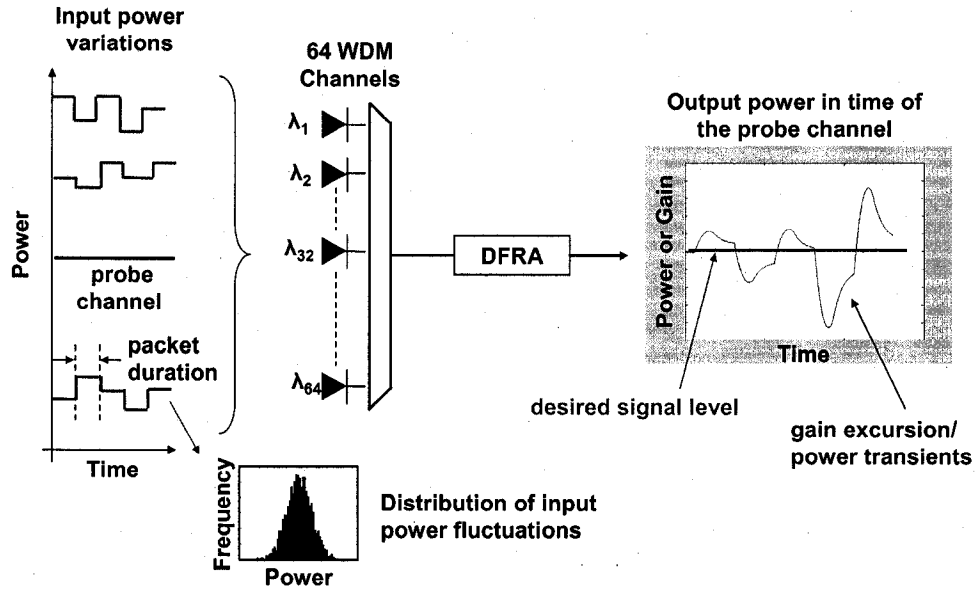 Input power
variations
64 WDM
Channels
Output power in time of
the probe channel
λ1
λ2
λ32
λ64
Power
probe
channel
packet
duration
Time
DFRA
Power or Gain
Time
desired signal level
gain excursion/
power transients
Frequency
Power
Distribution of input
power fluctuations